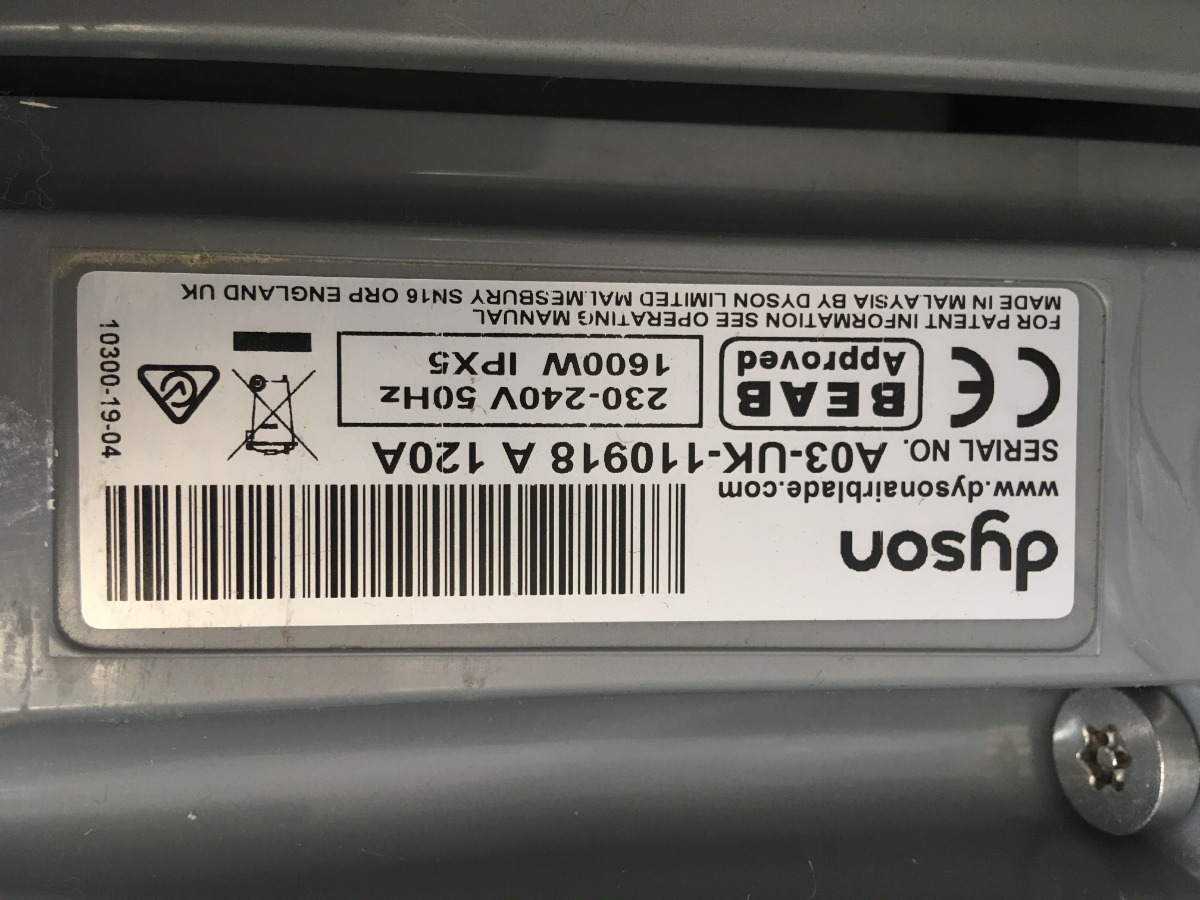 dyson
www.dysonairblade.com
SERIAL NO. A03-UK-110918 A 120A
BEAB
Approved
230-240V 50Hz
1600W IPX5
FOR PATENT INFORMATION SEE OPERATING MANUAL
MADE IN MALAYSIA BY DYSON LIMITED MALMESBURY SN16 ORP ENGLAND UK
10300-19-04